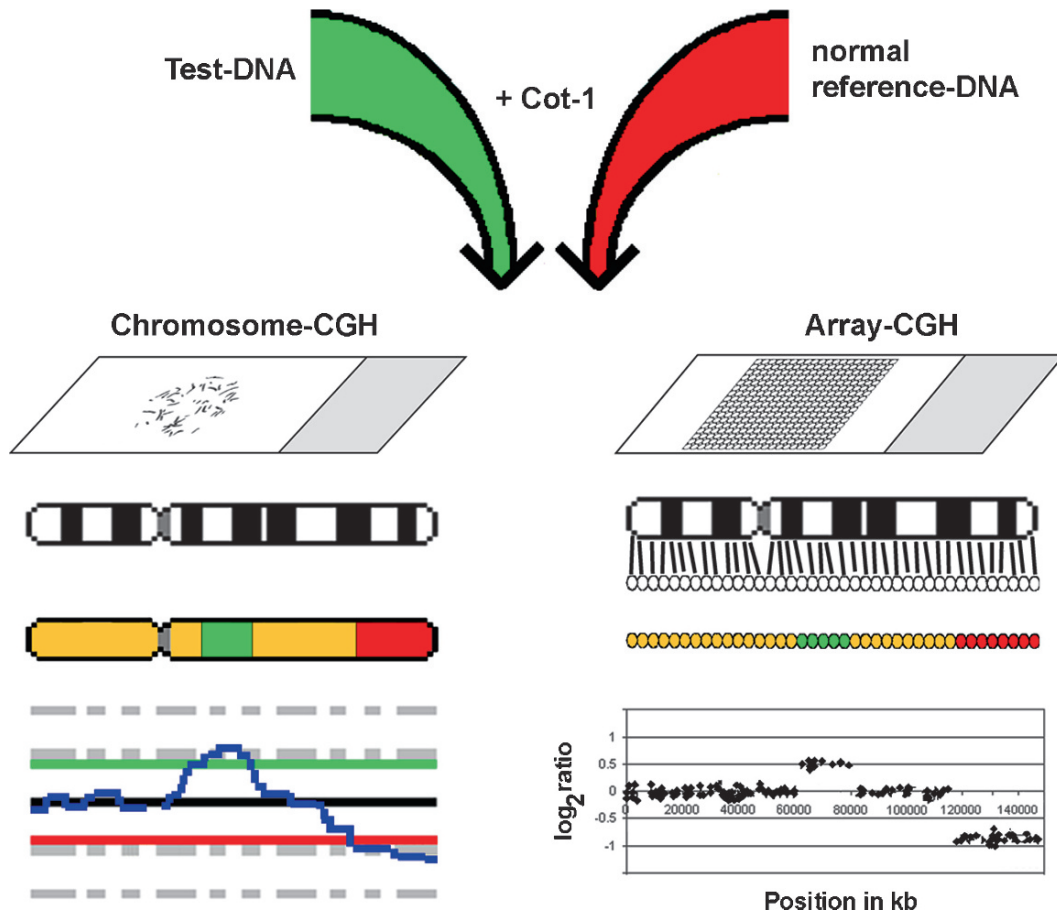 Test-DNA
+ Cot-1
normal
reference-DNA
Chromosome-CGH
Array-CGH
log2ratio
1
0.5
0
-0.5
-1
0
20000
40000
60000
80000
100000
120000
140000
Position in kb